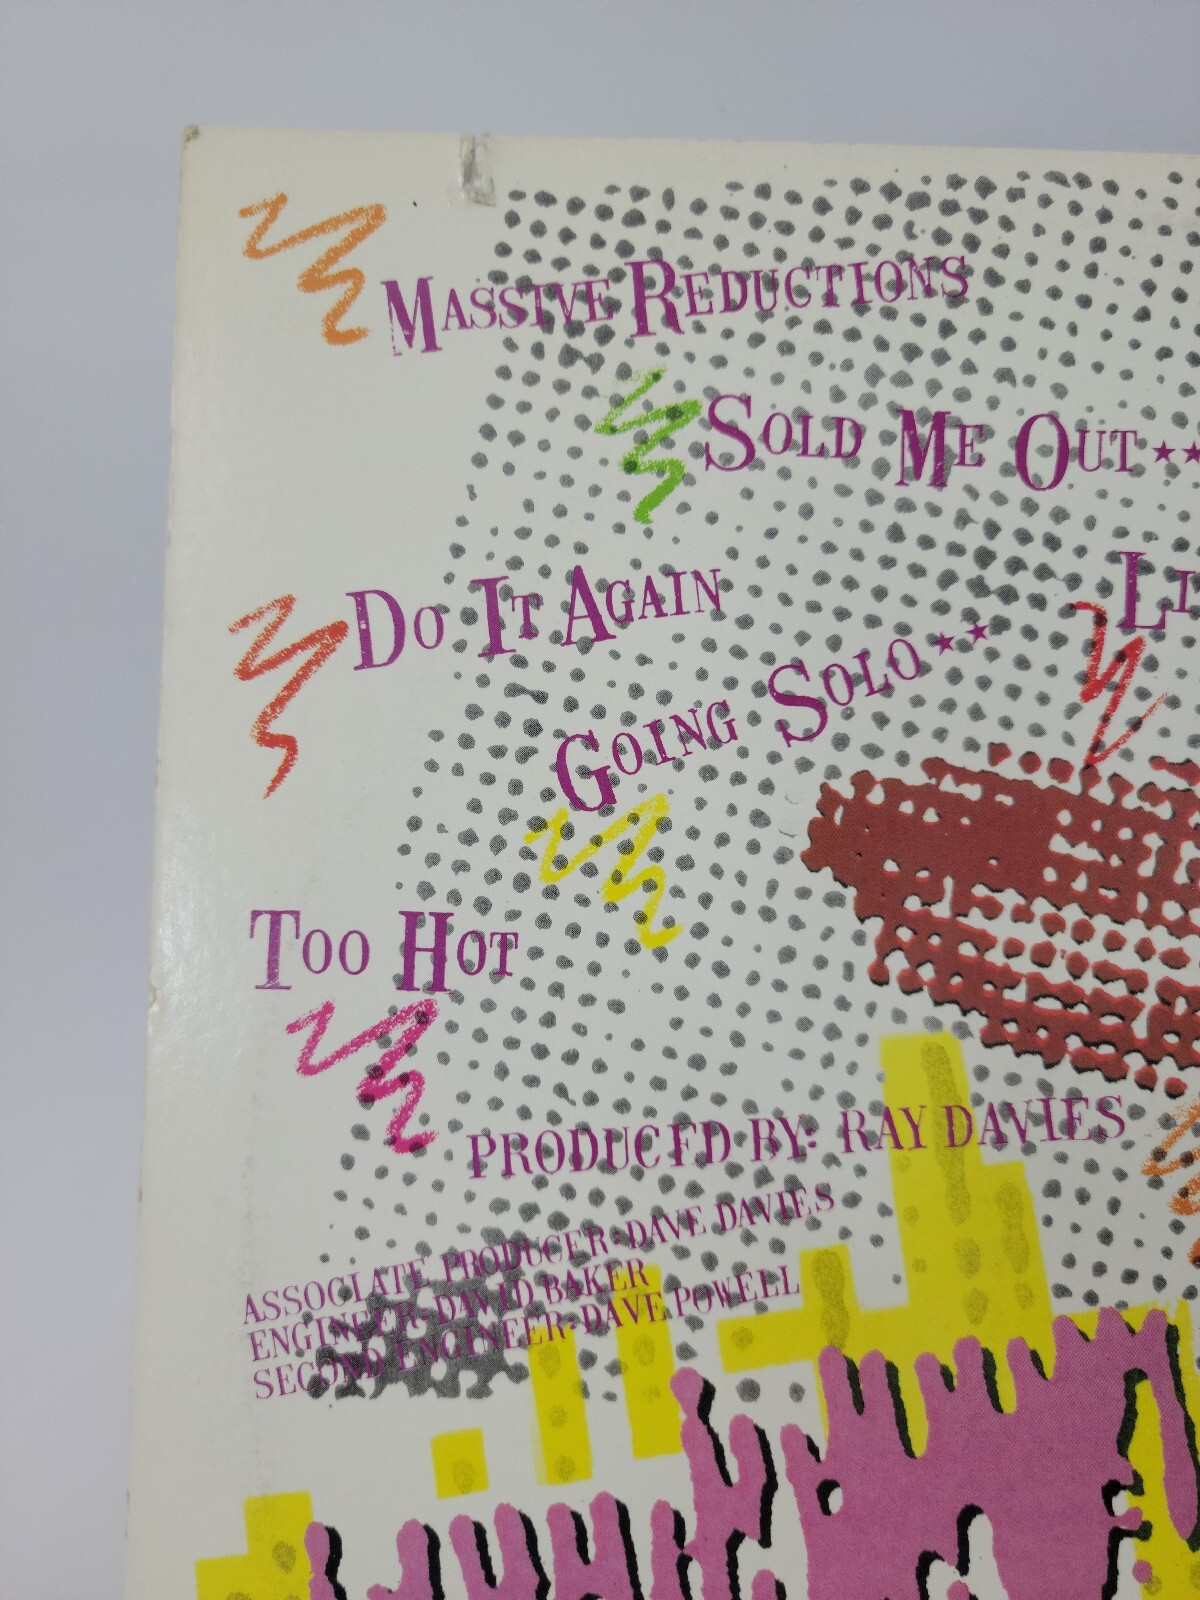 MASSIVE REDUCTIONS
SOLD ME OUT★★
DO IT AGAIN
LI
GOING SOLO★★
TOO HOT
PRODUCED BY: RAY DAVIES
ASSOCIATE PRODUCER: DAVE DAVIES
ENGINEER: DAVID BAKER
SECOND ENGINEER: DAVE POWELL